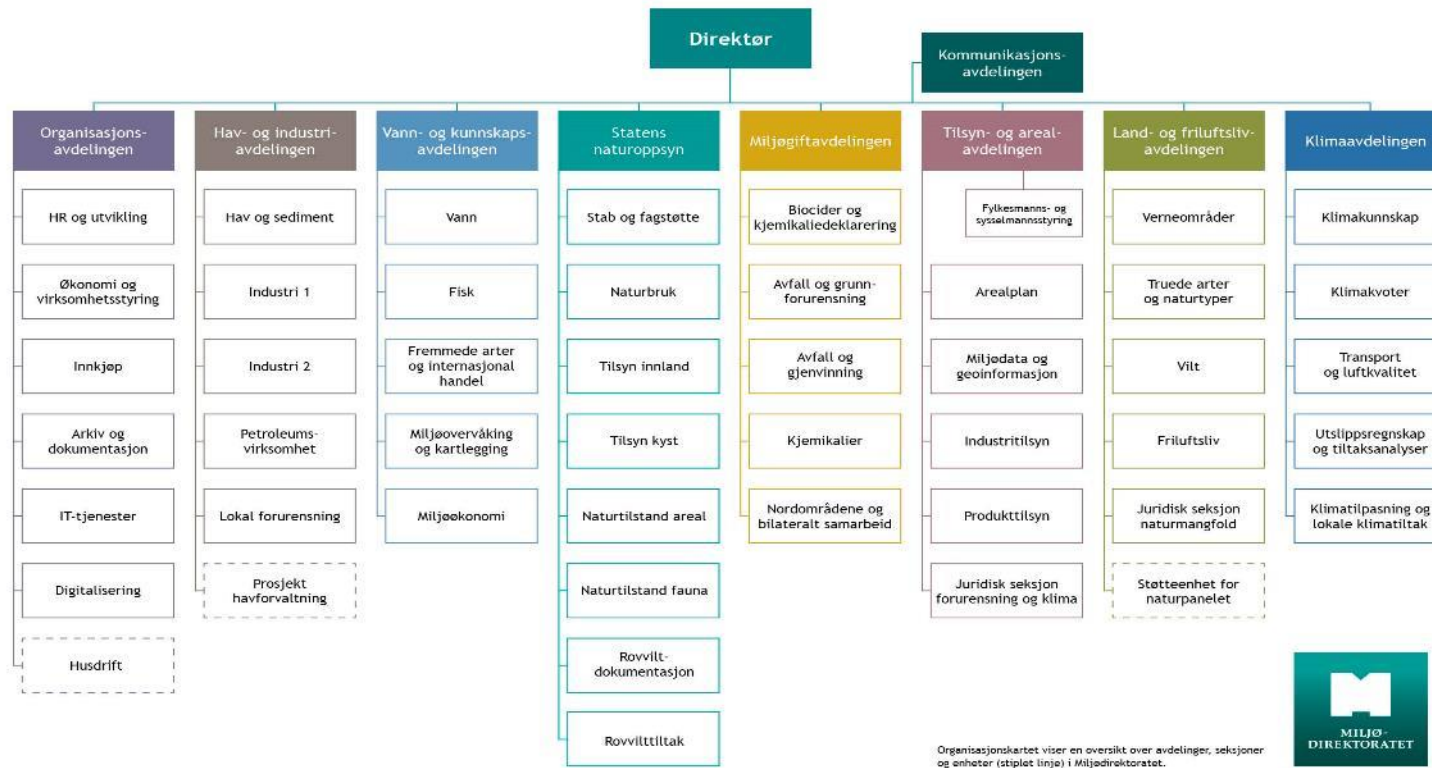 Direktør
Kommunikasjons-
avdelingen
Organisasjons-
avdelingen
HR og utvikling
Økonomi og
virksomhetsstyring
Innkjøp
Arkiv og
dokumentasjon
IT-tjenester
Digitalisering
Husdrift
Hav- og industri-
avdelingen
Hav og sediment
Industri 1
Industri 2
Petroleums-
virksomhet
Lokal forurensning
Prosjekt
havforvaltning
Vann- og kunnskaps-
avdelingen
Vann
Fisk
Fremmede arter
og internasjonal
handel
Miljøovervåking
og kartlegging
Miljøøkonomi
Statens
naturoppsyn
Stab og fagstøtte
Naturbruk
Tilsyn innland
Tilsyn kyst
Naturtilstand areal
Naturtilstand fauna
Rovvilt-
dokumentasjon
Rovvilttiltak
Miljøgiftavdelingen
Biocider og
kjemikaliedeklarering
Avfall og grunn-
forurensning
Avfall og
gjenvinning
Kjemikalier
Nordområdene og
bilateralt samarbeid
Tilsyn- og areal-
avdelingen
Fylkesmanns- og
sysselmannsstyring
Arealplan
Miljødata og
geoinformasjon
Industritilsyn
Produkttilsyn
Juridisk seksjon
forurensning og klima
Land- og friluftsliv-
avdelingen
Verneområder
Truede arter
og naturtyper
Vilt
Friluftsliv
Juridisk seksjon
naturmangfold
Støtteenhet for
naturpanelet
Klimaavdelingen
Klimakunnskap
Klimakvoter
Transport
og luftkvalitet
Utslippsregnskap
og tiltaksanalyser
Klimatilpasning og
lokale klimatiltak
Organisasjonskartet viser en oversikt over avdelinger, seksjoner
og enheter (stiplet linje) i Miljødirektoratet.
MILJØ-
DIREKTORATET